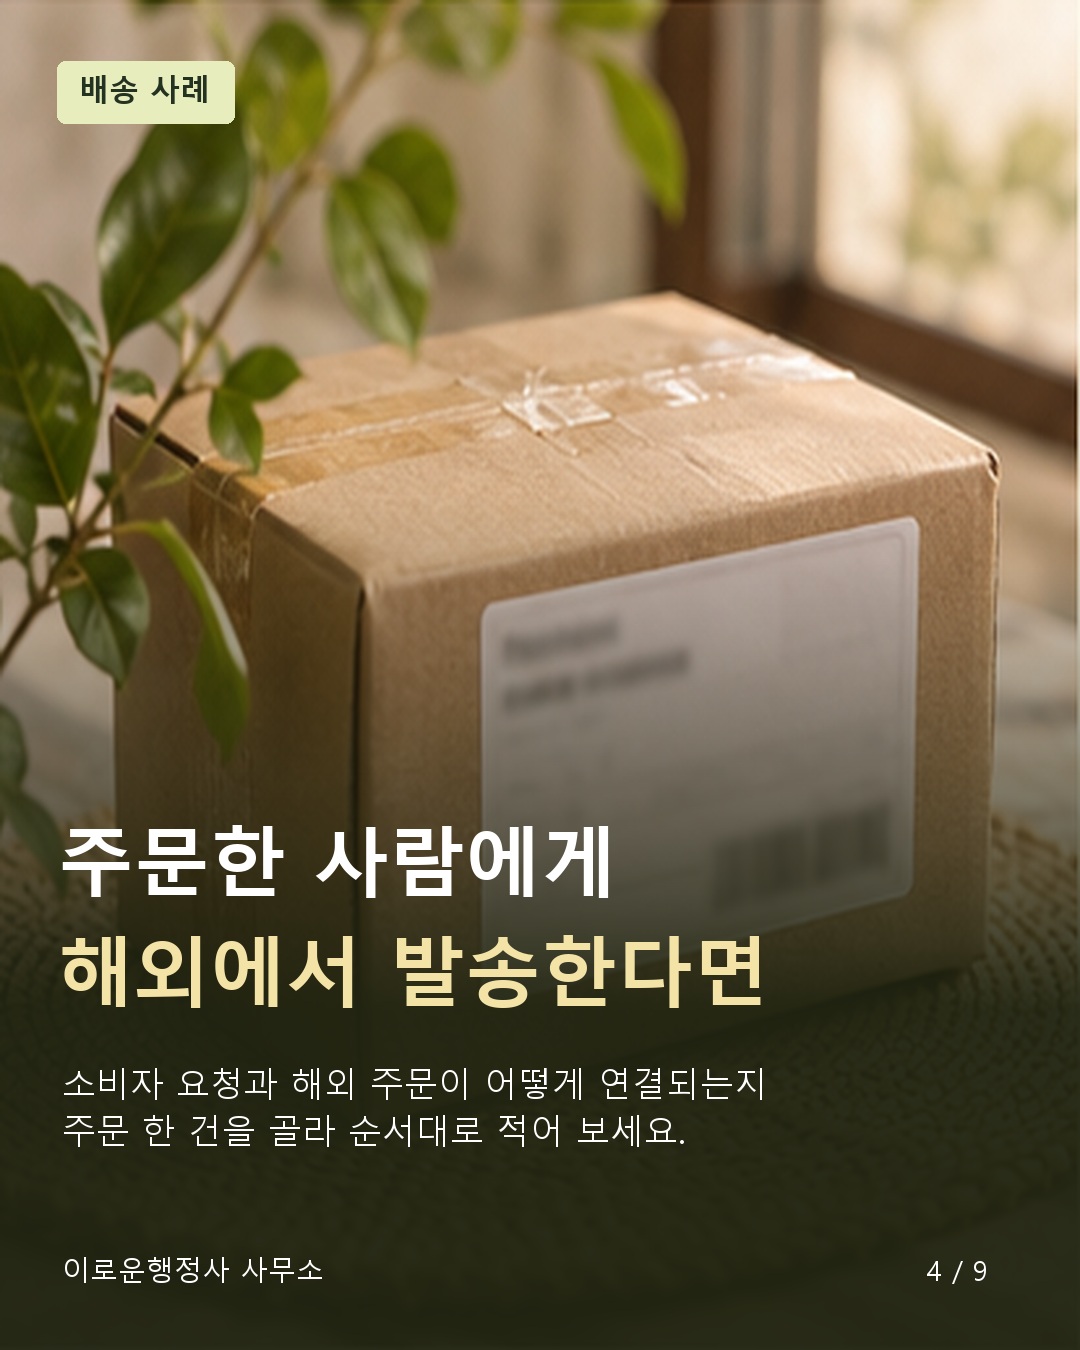 배송 사례
주문한 사람에게
해외에서 발송한다면
소비자 요청과 해외 주문이 어떻게 연결되는지
주문 한 건을 골라 순서대로 적어 보세요.
이로운행정사 사무소
4 / 9